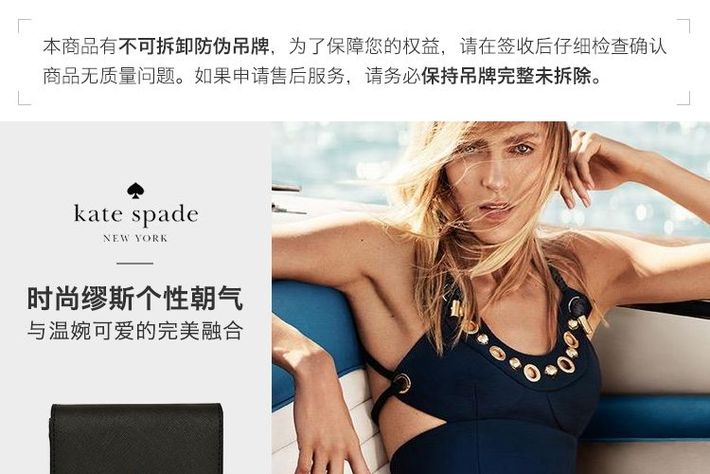 本商品有不可拆卸防伪吊牌，为了保障您的权益，请在签收后仔细检查确认
商品无质量问题。如果申请售后服务，请务必保持吊牌完整未拆除。
kate spade
NEW YORK
时尚缪斯个性朝气
与温婉可爱的完美融合